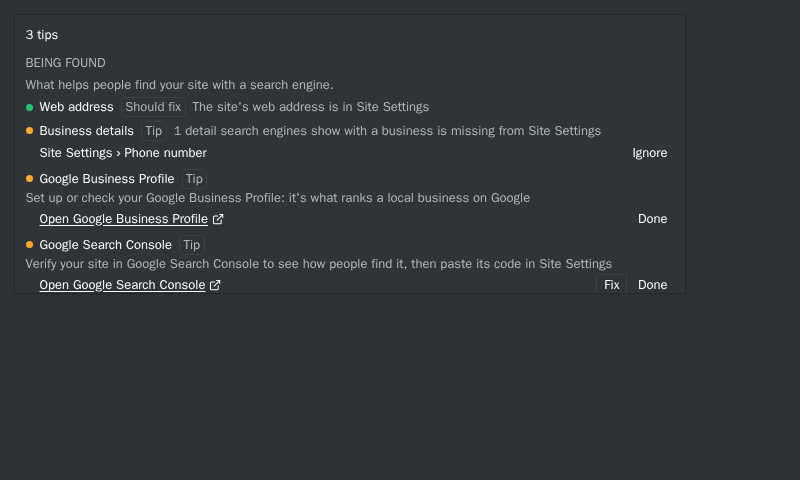 3 tips
BEING FOUND
What helps people find your site with a search engine.
Web address Should fix The site's web address is in Site Settings
Business details Tip 1 detail search engines show with a business is missing from Site Settings
Site Settings › Phone number Ignore
Google Business Profile Tip
Set up or check your Google Business Profile: it's what ranks a local business on Google
Open Google Business Profile Done
Google Search Console Tip
Verify your site in Google Search Console to see how people find it, then paste its code in Site Settings
Open Google Search Console Fix Done